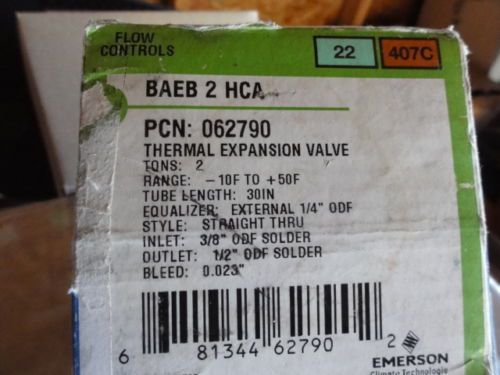 FLOW
CONTROLS
22
407C
BAEB 2 HCA
PCN: 062790
THERMAL EXPANSION VALVE
TONS: 2
RANGE: -10F TO +50F
TUBE LENGTH: 30IN
EQUALIZER: EXTERNAL 1/4" ODF
STYLE: STRAIGHT THRU
INLET: 3/8" ODF SOLDER
OUTLET: 1/2" ODF SOLDER
BLEED: 0.023"
6 81344 62790 2
EMERSON
Climate Technologie